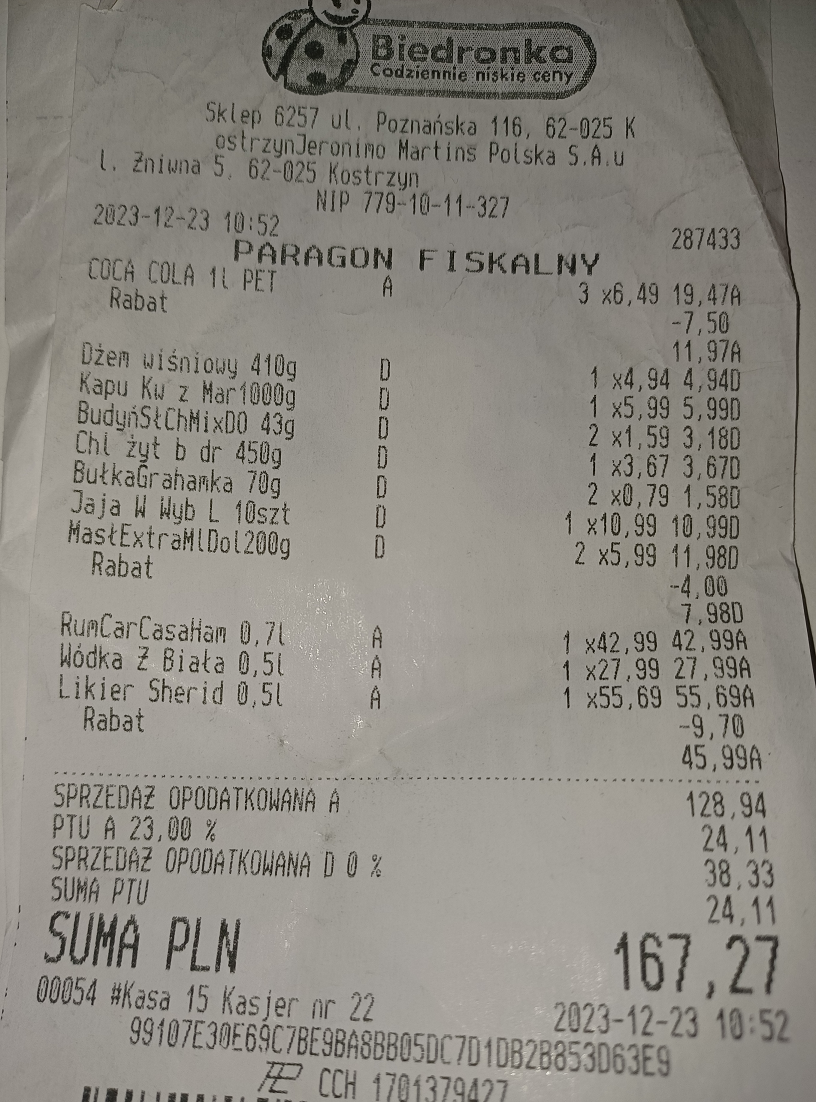 Biedronka
Codziennie niskie ceny
Sklep 6257 ul. Poznańska 116, 62-025 K
ostrzynJeronimo Martins Polska S.A.u
l. Żniwna 5, 62-025 Kostrzyn
NIP 779-10-11-327
2023-12-23 10:52 287433
PARAGON FISKALNY
COCA COLA 1l PET A 3 x6,49 19,47A
Rabat -7,50
11,97A
Dżem wiśniowy 410g D 1 x4,94 4,94D
Kapu Kw z Mar1000g D 1 x5,99 5,99D
BudyńSłChMixDO 43g D 2 x1,59 3,18D
Chl żyt b dr 450g D 1 x3,67 3,67D
BułkaGrahamka 70g D 2 x0,79 1,58D
Jaja W Wyb L 10szt D 1 x10,99 10,99D
MasłExtraMlDol200g D 2 x5,99 11,98D
Rabat -4,00
7,98D
RumCarCasaHam 0,7l A 1 x42,99 42,99A
Wódka Ż Biała 0,5l A 1 x27,99 27,99A
Likier Sherid 0,5l A 1 x55,69 55,69A
Rabat -9,70
45,99A
SPRZEDAŻ OPODATKOWANA A 128,94
PTU A 23,00 % 24,11
SPRZEDAŻ OPODATKOWANA D 0 % 38,33
SUMA PTU 24,11
SUMA PLN 167,27
00054 #Kasa 15 Kasjer nr 22 2023-12-23 10:52
99107E30E69C7BE9BA8BB05DC7D1DB2B853D63E9
CCH 1701379427